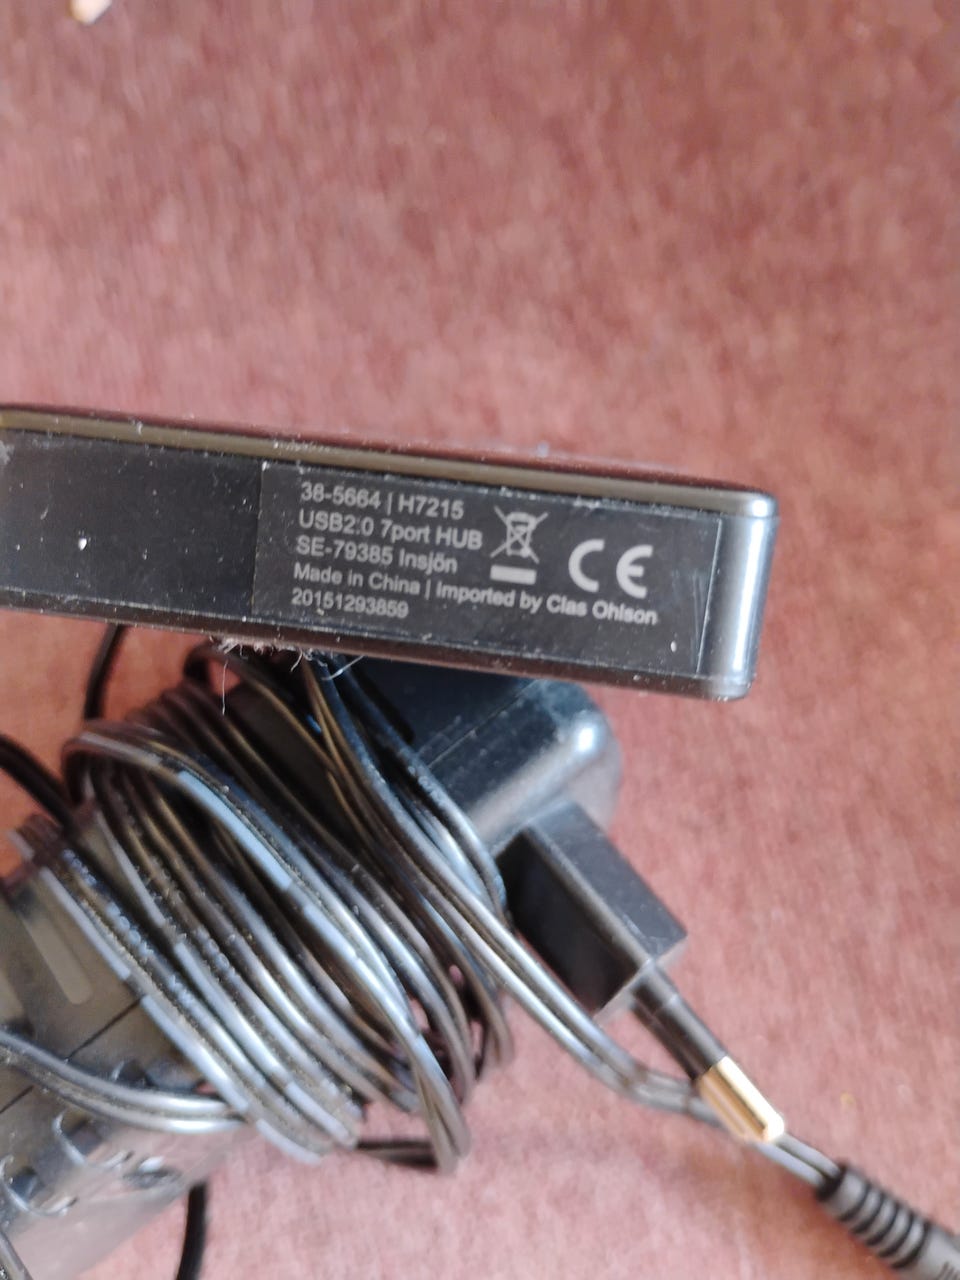 38-5664 | H7215
USB2.0 7port HUB
SE-79385 Insjön
Made in China | Imported by Clas Ohlson
20151293859
CE